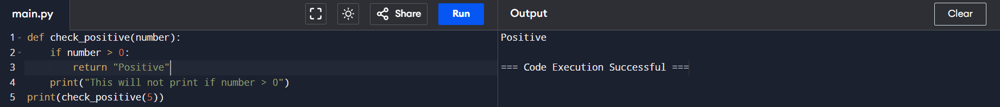 main.py
Share
Run
Output
Clear
1 def check_positive(number):
2     if number > 0:
3         return "Positive"
4     print("This will not print if number > 0")
5 print(check_positive(5))
Positive
=== Code Execution Successful ===